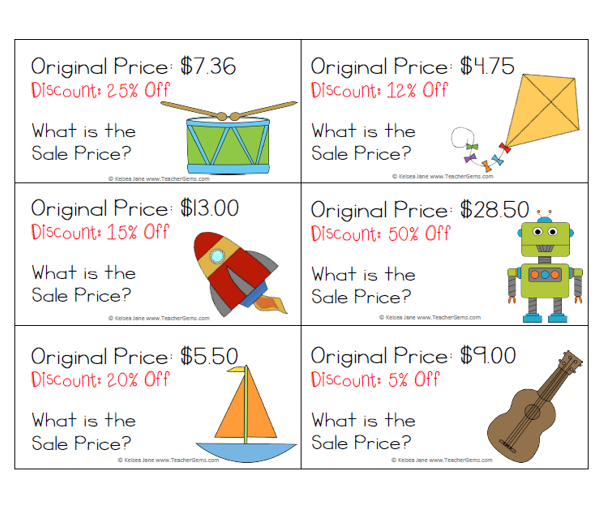 Original Price: $7.36
Discount: 25% Off
What is the
Sale Price?
© Kelsea Jane www.TeacherGems.com
Original Price: $4.75
Discount: 12% Off
What is the
Sale Price?
© Kelsea Jane www.TeacherGems.com
Original Price: $13.00
Discount: 15% Off
What is the
Sale Price?
© Kelsea Jane www.TeacherGems.com
Original Price: $28.50
Discount: 50% Off
What is the
Sale Price?
© Kelsea Jane www.TeacherGems.com
Original Price: $5.50
Discount: 20% Off
What is the
Sale Price?
© Kelsea Jane www.TeacherGems.com
Original Price: $9.00
Discount: 5% Off
What is the
Sale Price?
© Kelsea Jane www.TeacherGems.com